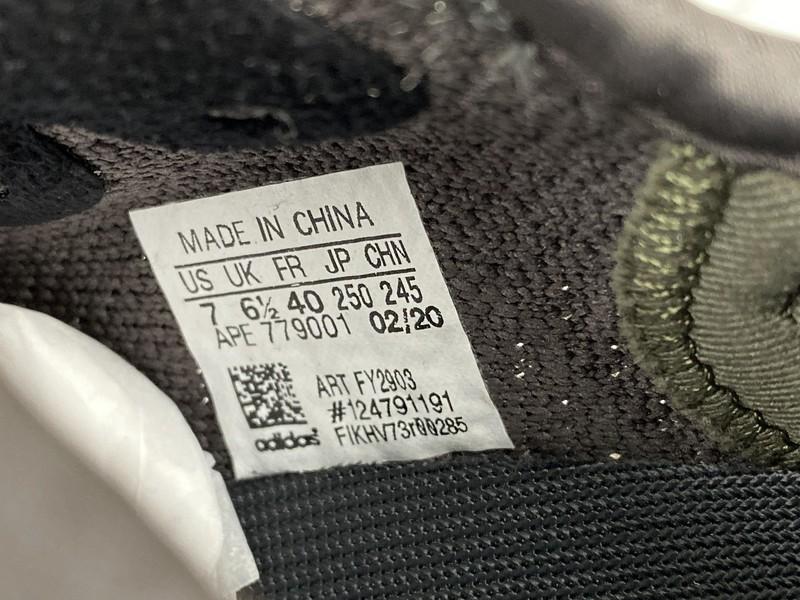 MADE IN CHINA
US UK FR JP CHN
7 6½ 40 250 245
APE 779001 02/20
ART FY2903
#124791191
FIKHV73r00285
adidas